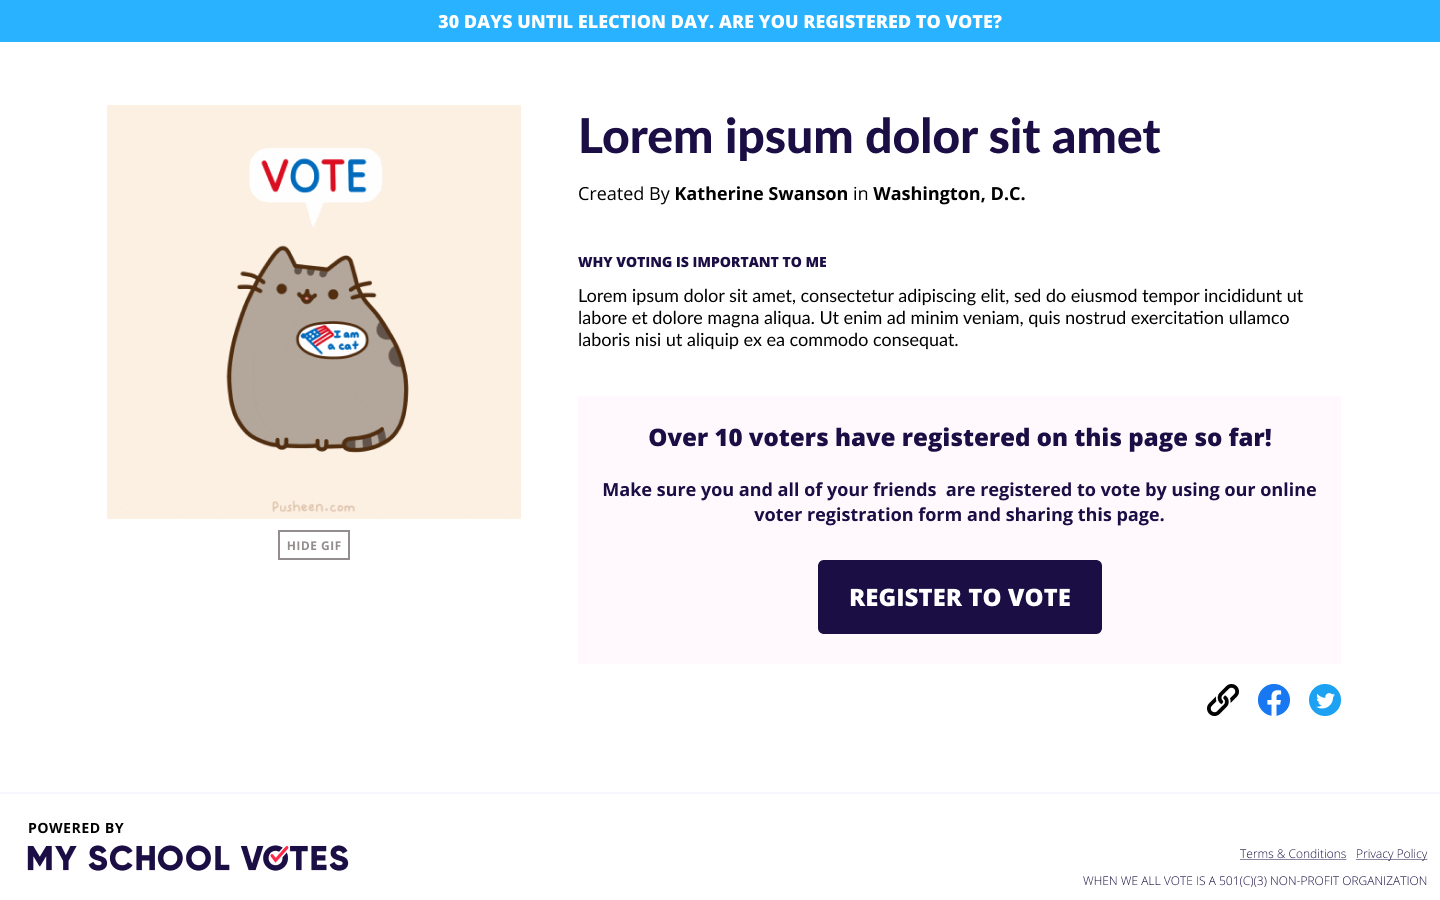 30 DAYS UNTIL ELECTION DAY. ARE YOU REGISTERED TO VOTE?
VOTE
I am
a cat
Pusheen.com
HIDE GIF
Lorem ipsum dolor sit amet
Created By Katherine Swanson in Washington, D.C.
WHY VOTING IS IMPORTANT TO ME
Lorem ipsum dolor sit amet, consectetur adipiscing elit, sed do eiusmod tempor incididunt ut
labore et dolore magna aliqua. Ut enim ad minim veniam, quis nostrud exercitation ullamco
laboris nisi ut aliquip ex ea commodo consequat.
Over 10 voters have registered on this page so far!
Make sure you and all of your friends  are registered to vote by using our online
voter registration form and sharing this page.
REGISTER TO VOTE
POWERED BY
MY SCHOOL VOTES
Terms & Conditions Privacy Policy
WHEN WE ALL VOTE IS A 501(C)(3) NON-PROFIT ORGANIZATION